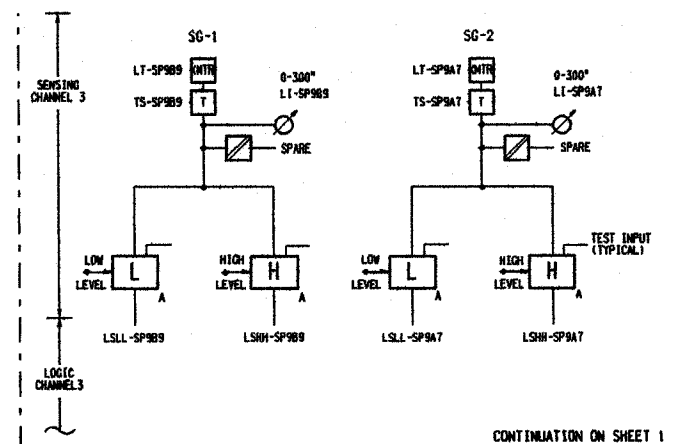 SG-1
SG-2
LT-SP9B9
CNTR
0-300"
LI-SP9B9
TS-SP9B9
T
SPARE
LT-SP9A7
CNTR
0-300"
LI-SP9A7
TS-SP9A7
T
SPARE
SENSING
CHANNEL 3
LOW
LEVEL
L
A
HIGH
LEVEL
H
A
LOW
LEVEL
L
A
HIGH
LEVEL
H
A
TEST INPUT
(TYPICAL)
LSLL-SP9B9
LSHH-SP9B9
LSLL-SP9A7
LSHH-SP9A7
LOGIC
CHANNEL3
CONTINUATION ON SHEET 1